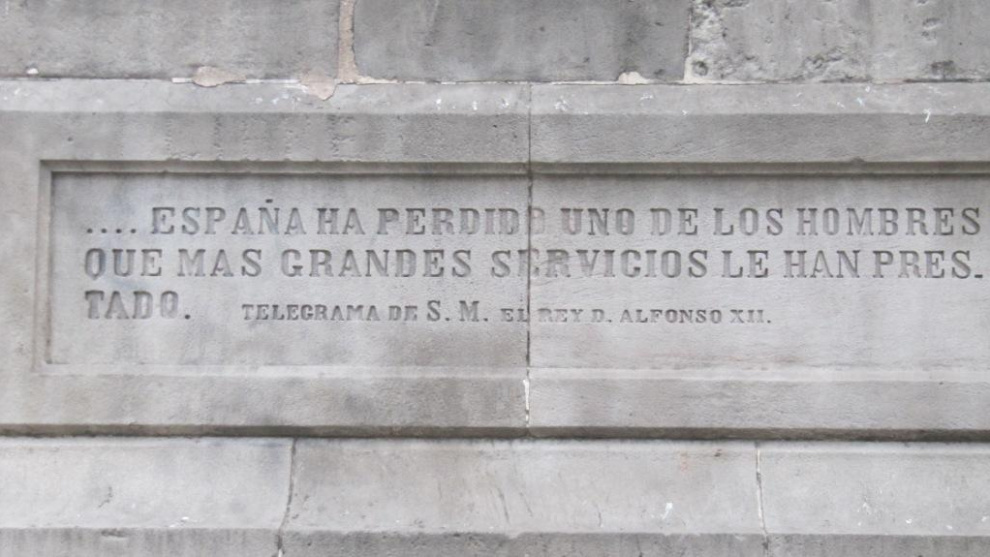 .... ESPAÑA HA PERDIDO UNO DE LOS HOMBRES
QUE MAS GRANDES SERVICIOS LE HAN PRES.
TADO. TELEGRAMA DE S. M. EL REY D. ALFONSO XII.